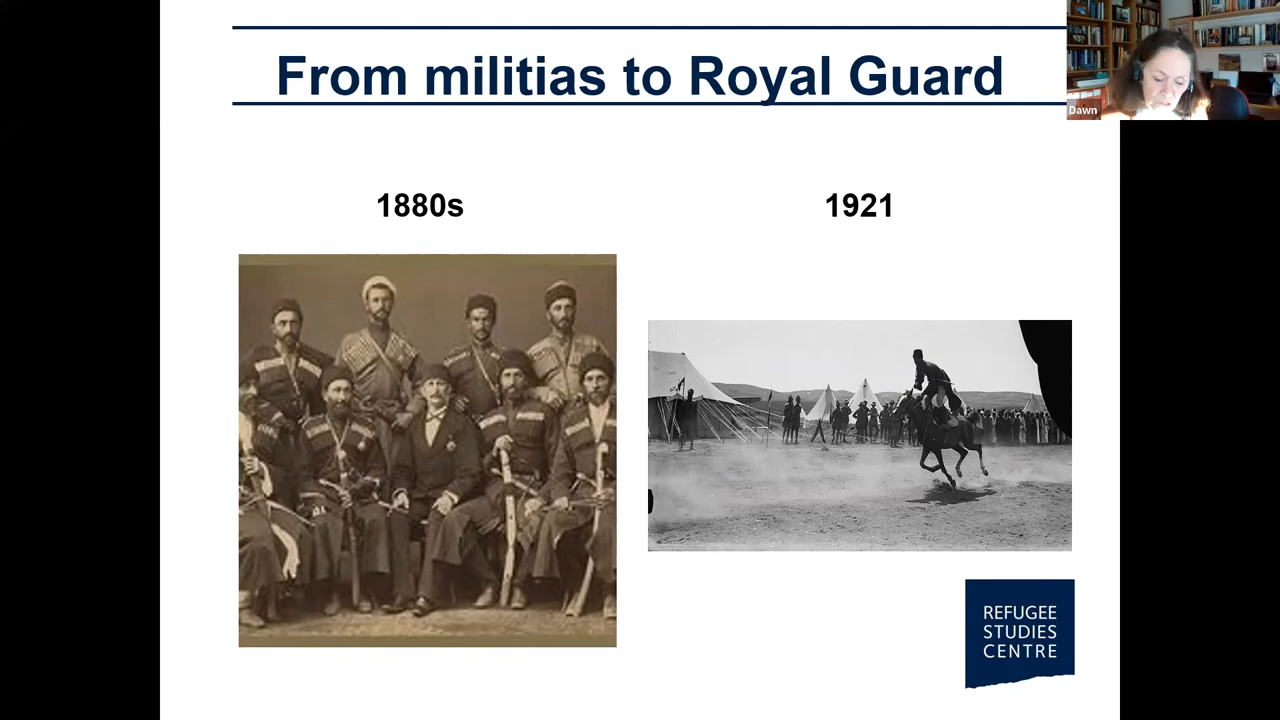 From militias to Royal Guard
Dawn
1880s
1921
REFUGEE
STUDIES
CENTRE